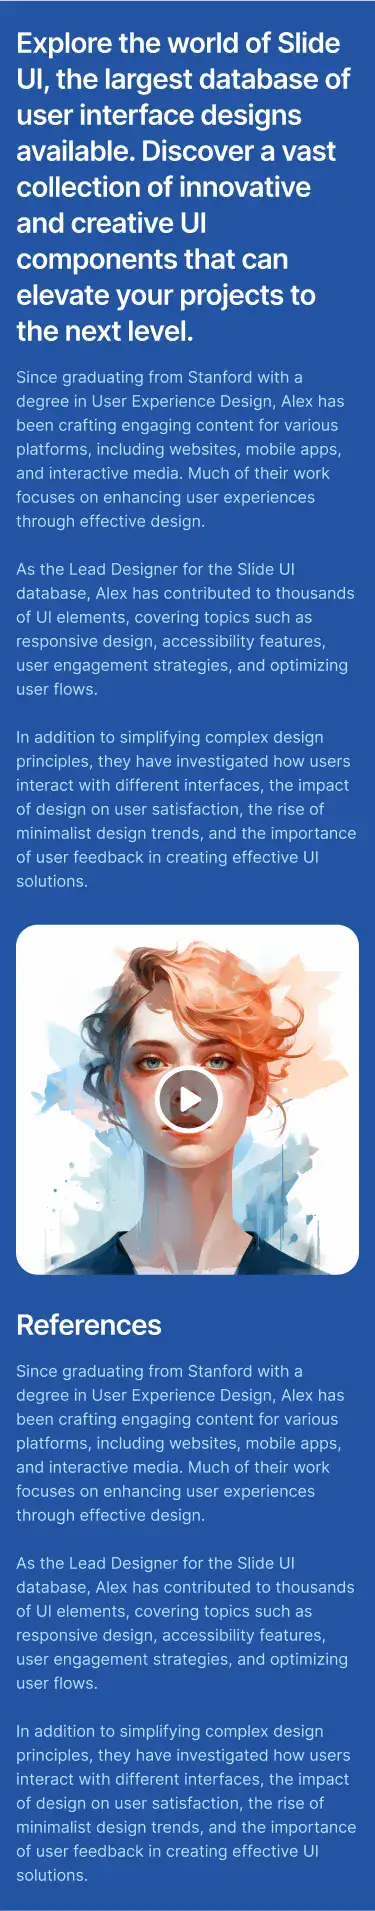 Explore the world of Slide
UI, the largest database of
user interface designs
available. Discover a vast
collection of innovative
and creative UI
components that can
elevate your projects to
the next level.
Since graduating from Stanford with a
degree in User Experience Design, Alex has
been crafting engaging content for various
platforms, including websites, mobile apps,
and interactive media. Much of their work
focuses on enhancing user experiences
through effective design.
As the Lead Designer for the Slide UI
database, Alex has contributed to thousands
of UI elements, covering topics such as
responsive design, accessibility features,
user engagement strategies, and optimizing
user flows.
In addition to simplifying complex design
principles, they have investigated how users
interact with different interfaces, the impact
of design on user satisfaction, the rise of
minimalist design trends, and the importance
of user feedback in creating effective UI
solutions.
References
Since graduating from Stanford with a
degree in User Experience Design, Alex has
been crafting engaging content for various
platforms, including websites, mobile apps,
and interactive media. Much of their work
focuses on enhancing user experiences
through effective design.
As the Lead Designer for the Slide UI
database, Alex has contributed to thousands
of UI elements, covering topics such as
responsive design, accessibility features,
user engagement strategies, and optimizing
user flows.
In addition to simplifying complex design
principles, they have investigated how users
interact with different interfaces, the impact
of design on user satisfaction, the rise of
minimalist design trends, and the importance
of user feedback in creating effective UI
solutions.